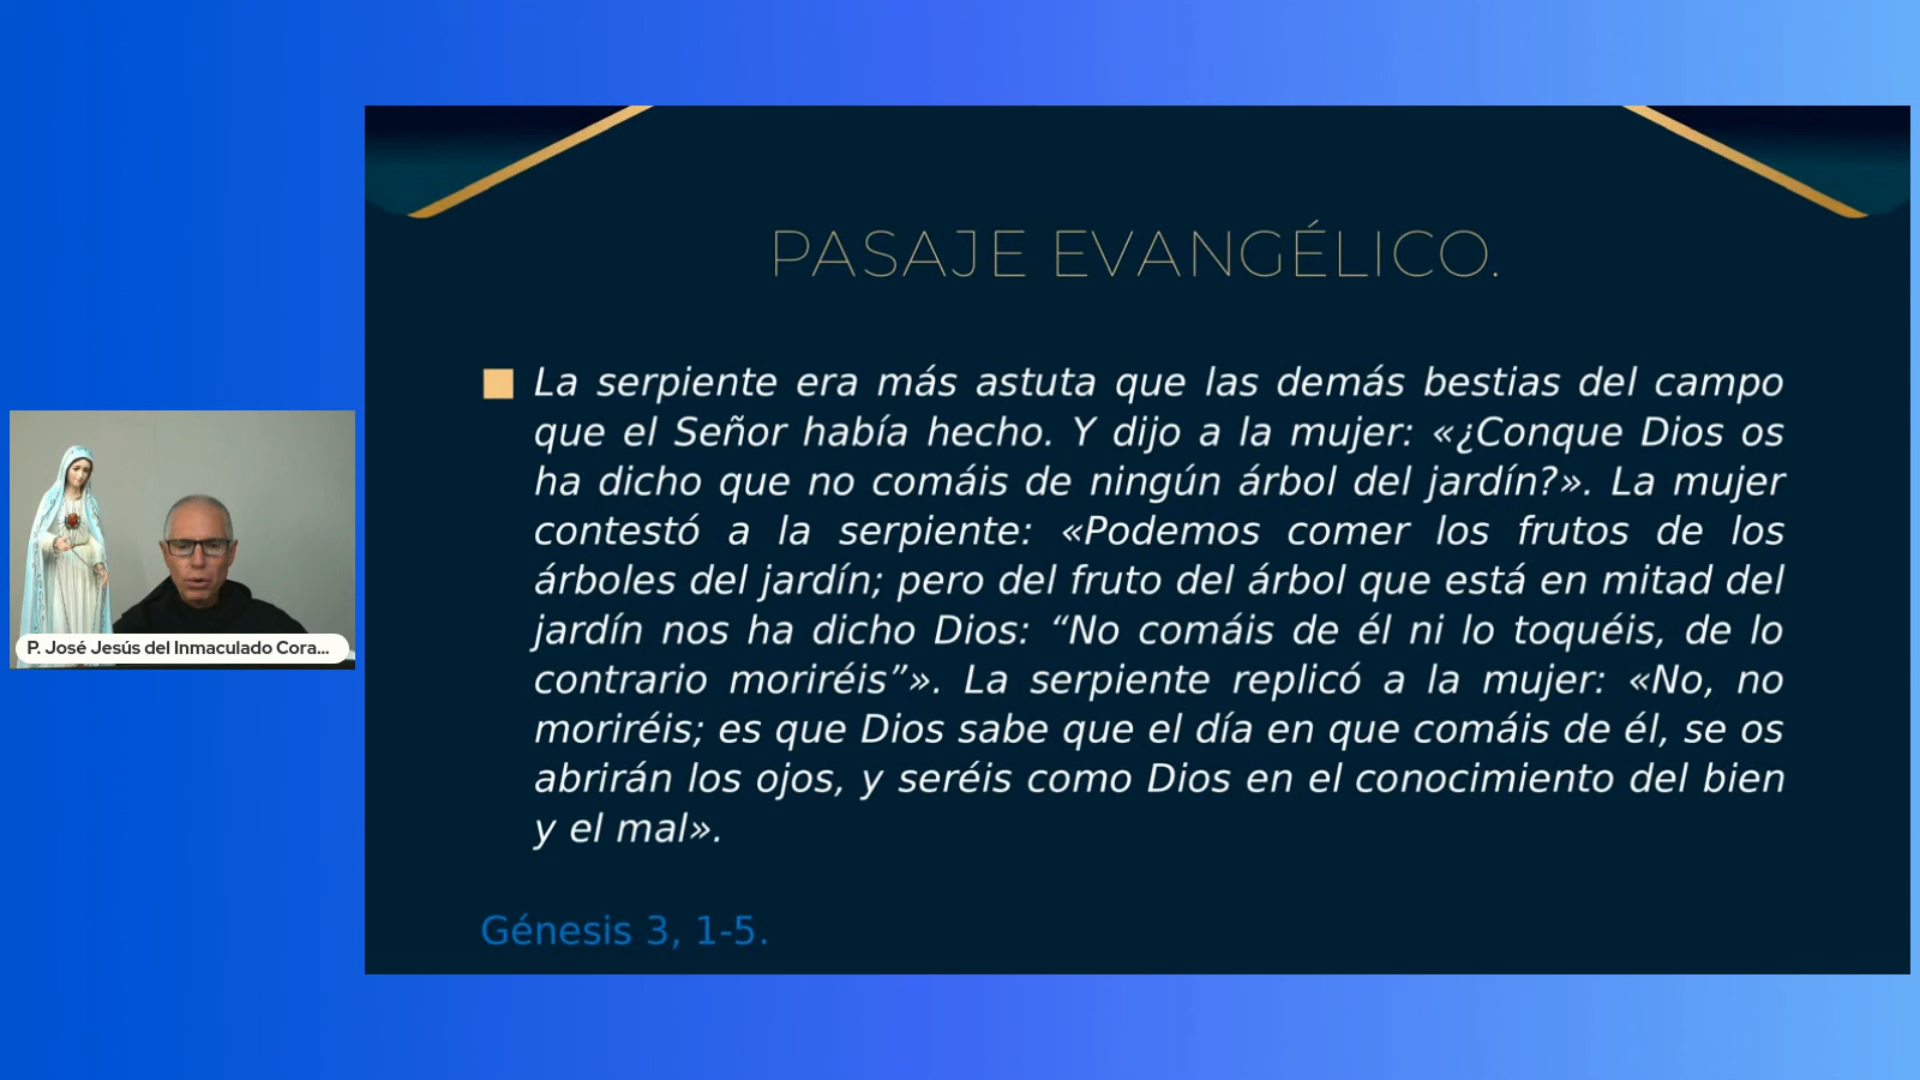 PASAJE EVANGÉLICO.
La serpiente era más astuta que las demás bestias del campo
que el Señor había hecho. Y dijo a la mujer: «¿Conque Dios os
ha dicho que no comáis de ningún árbol del jardín?». La mujer
contestó a la serpiente: «Podemos comer los frutos de los
árboles del jardín; pero del fruto del árbol que está en mitad del
jardín nos ha dicho Dios: “No comáis de él ni lo toquéis, de lo
contrario moriréis”». La serpiente replicó a la mujer: «No, no
moriréis; es que Dios sabe que el día en que comáis de él, se os
abrirán los ojos, y seréis como Dios en el conocimiento del bien
y el mal».
Génesis 3, 1-5.
P. José Jesús del Inmaculado Cora...